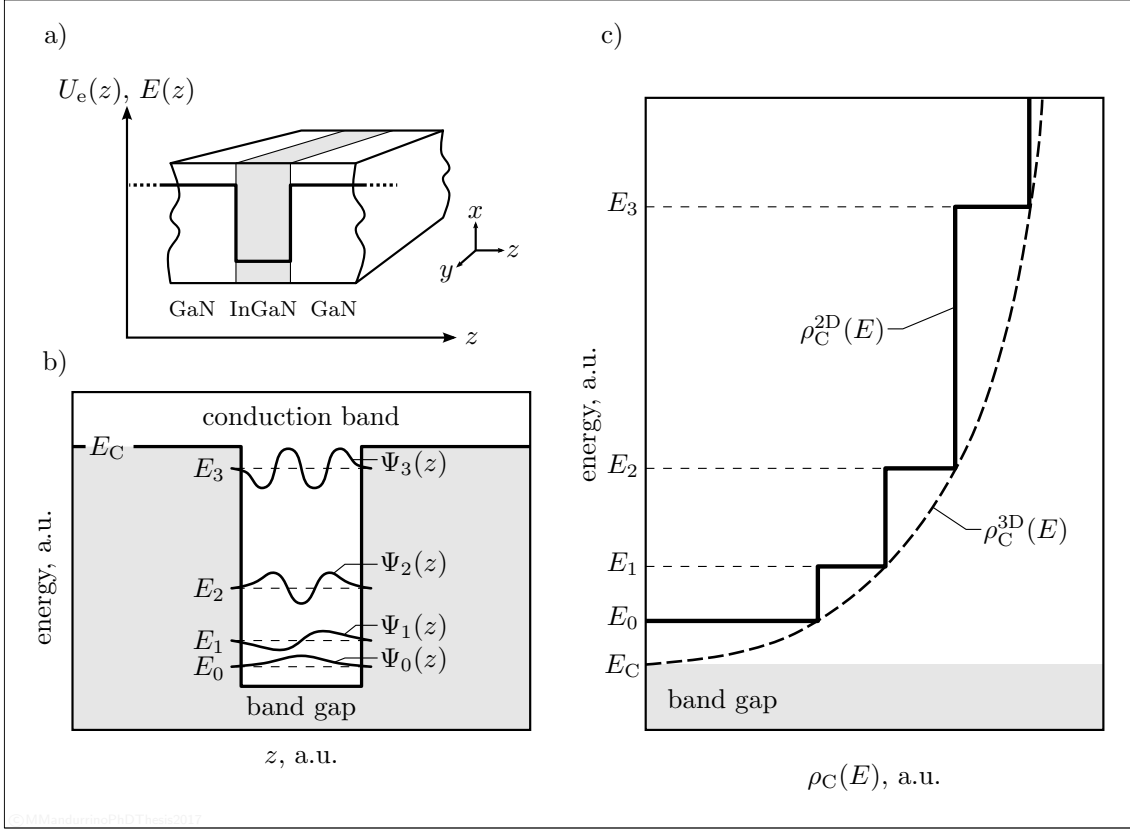 a)
U_e(z), E(z)
x
y
z
GaN InGaN GaN
z
b)
conduction band
E_C
E_3
Ψ_3(z)
E_2
Ψ_2(z)
E_1
Ψ_1(z)
E_0
Ψ_0(z)
band gap
energy, a.u.
z, a.u.
c)
E_3
ρ_C^2D(E)
energy, a.u.
E_2
ρ_C^3D(E)
E_1
E_0
E_C
band gap
ρ_C(E), a.u.
©MMandurrinoPhDThesis2017